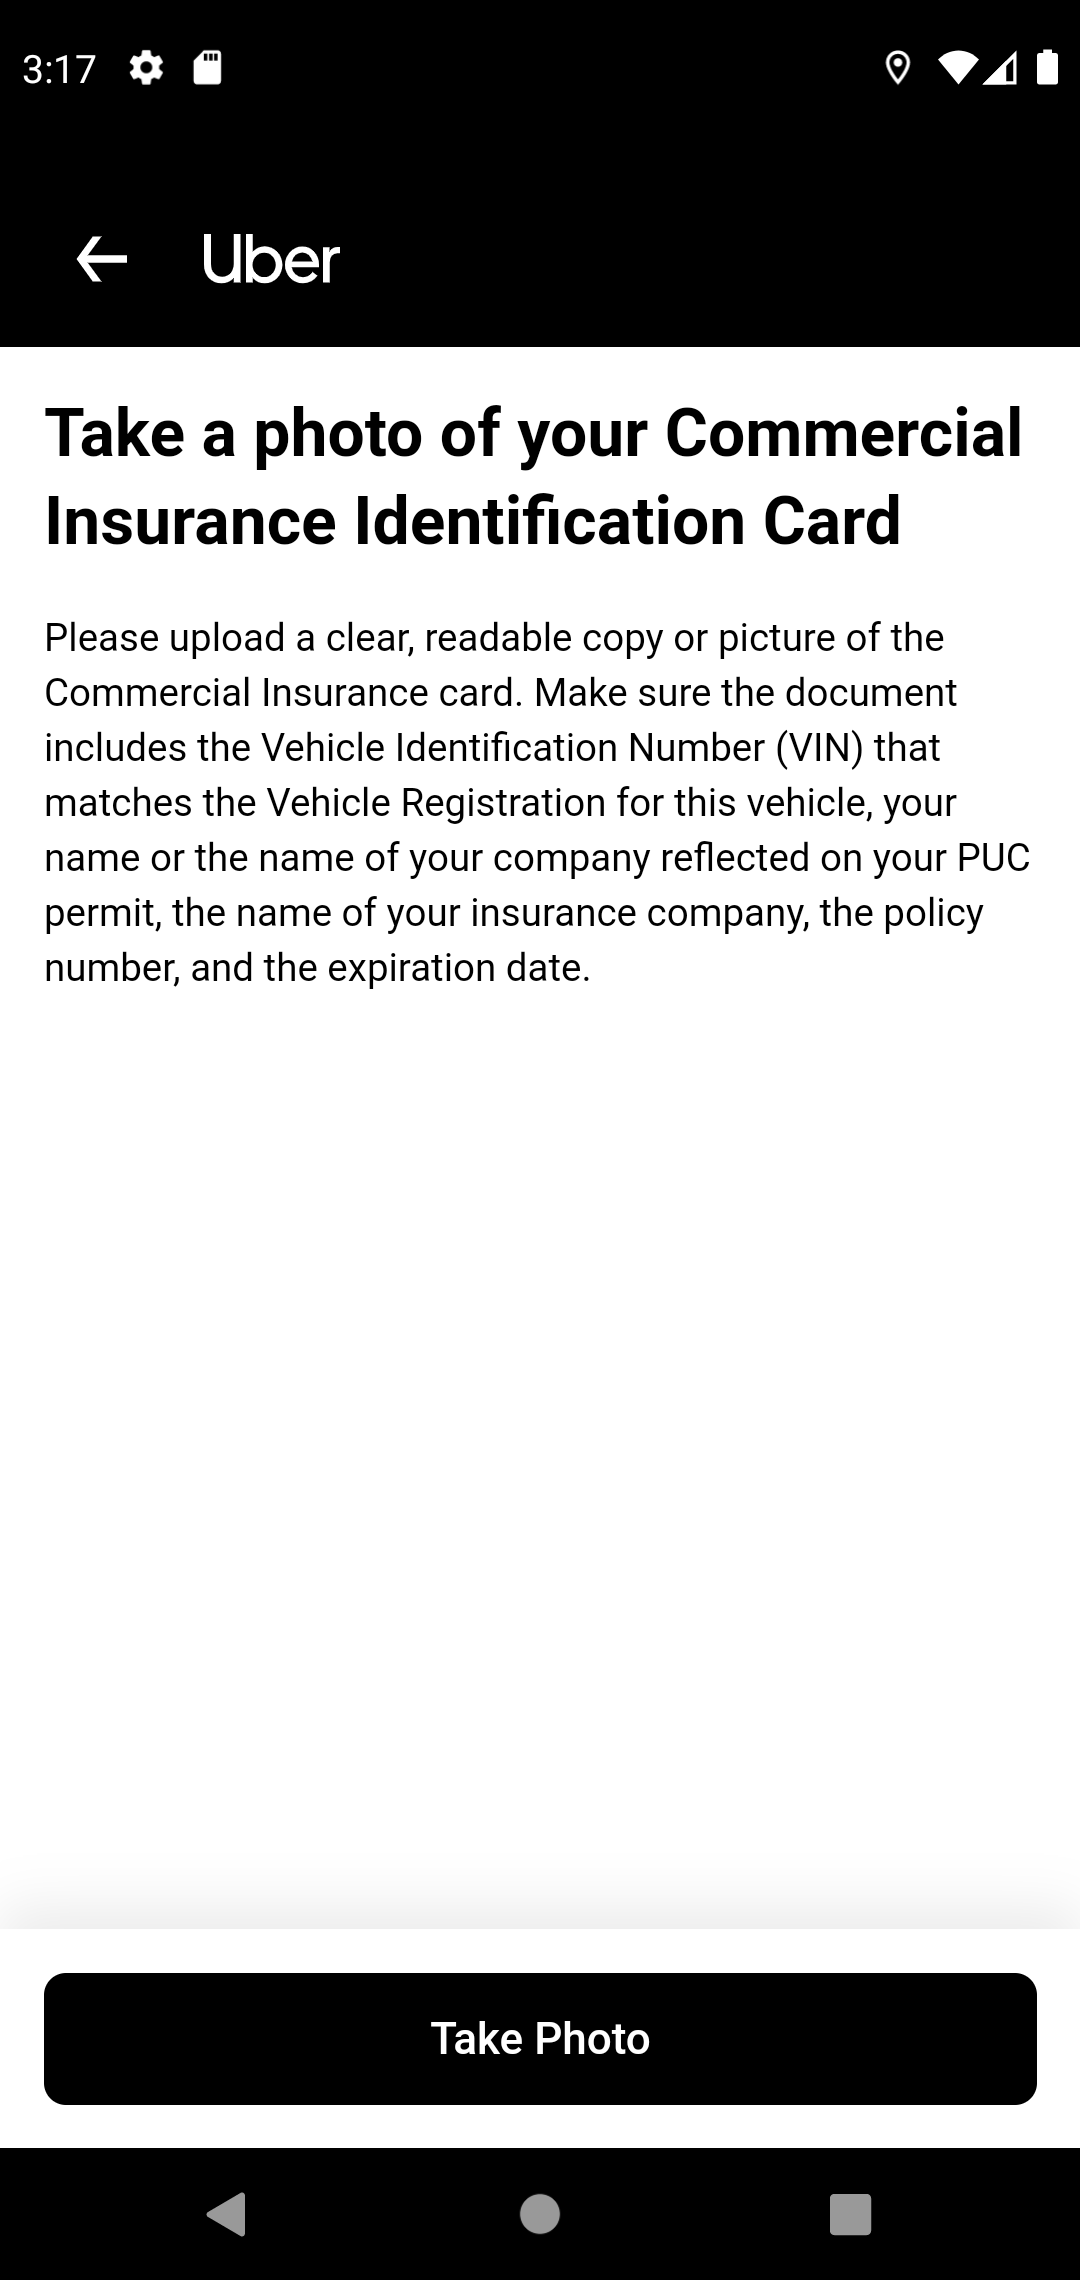 3:17
Uber
Take a photo of your Commercial
Insurance Identification Card
Please upload a clear, readable copy or picture of the
Commercial Insurance card. Make sure the document
includes the Vehicle Identification Number (VIN) that
matches the Vehicle Registration for this vehicle, your
name or the name of your company reflected on your PUC
permit, the name of your insurance company, the policy
number, and the expiration date.
Take Photo